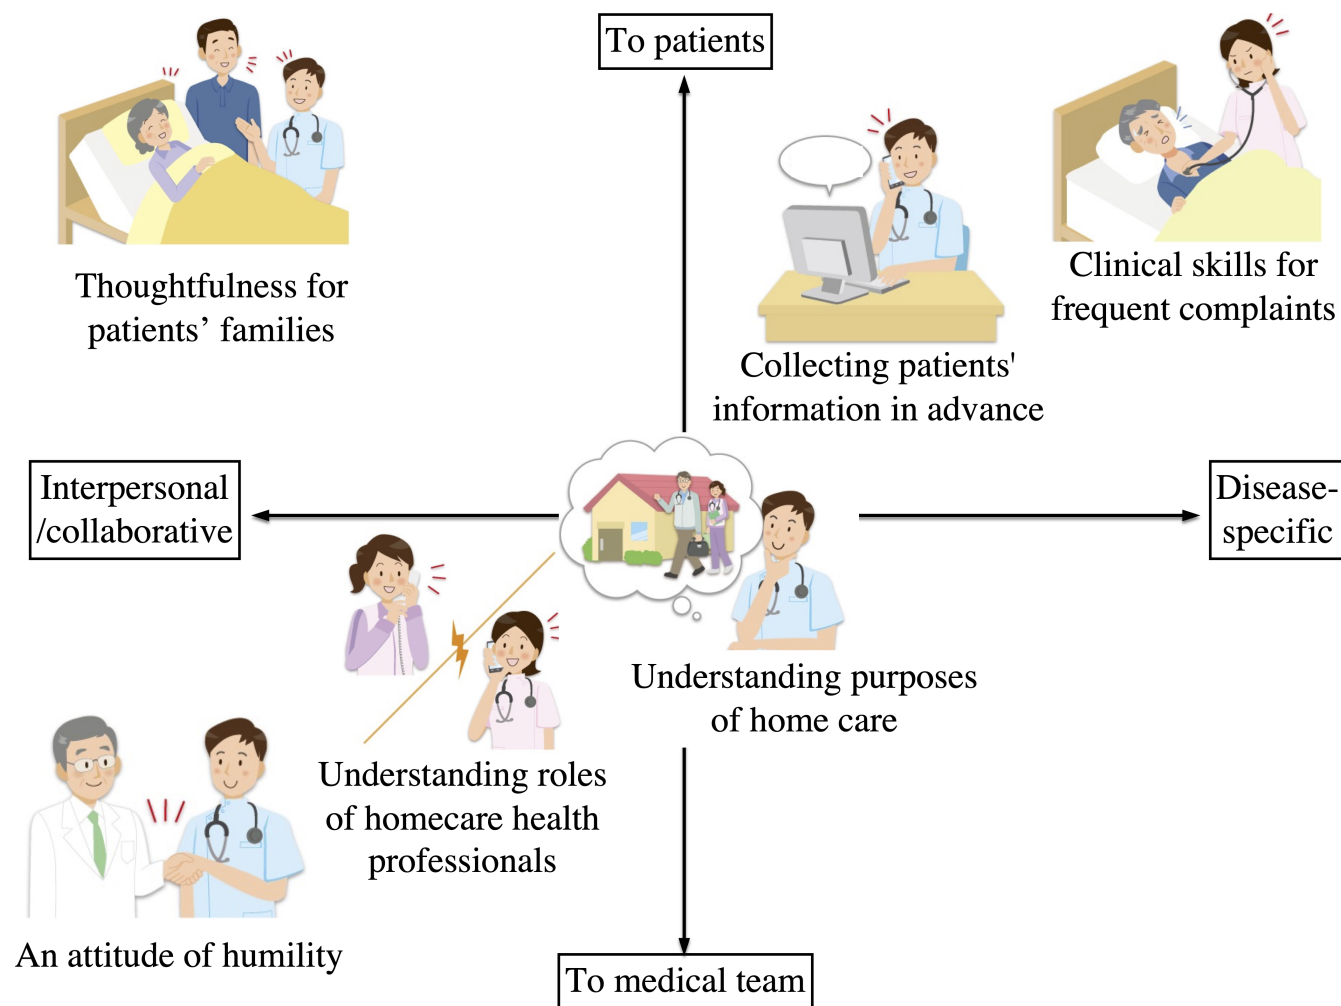 To patients
Thoughtfulness for
patients’ families
Clinical skills for
frequent complaints
Collecting patients'
information in advance
Interpersonal
/collaborative
Disease-
specific
Understanding purposes
of home care
Understanding roles
of homecare health
professionals
An attitude of humility
To medical team